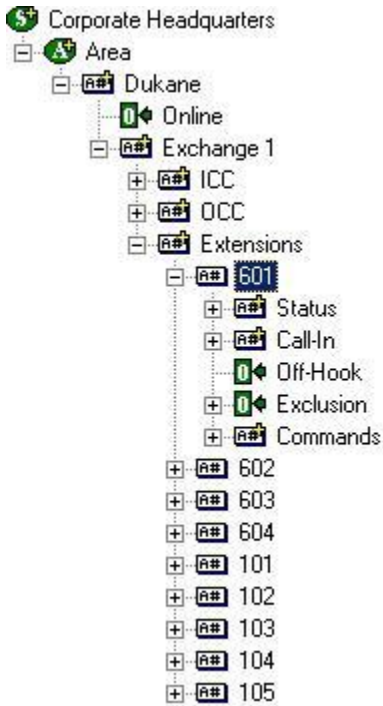 Corporate Headquarters
Area
Dukane
Online
Exchange 1
ICC
OCC
Extensions
601
Status
Call-In
Off-Hook
Exclusion
Commands
602
603
604
101
102
103
104
105